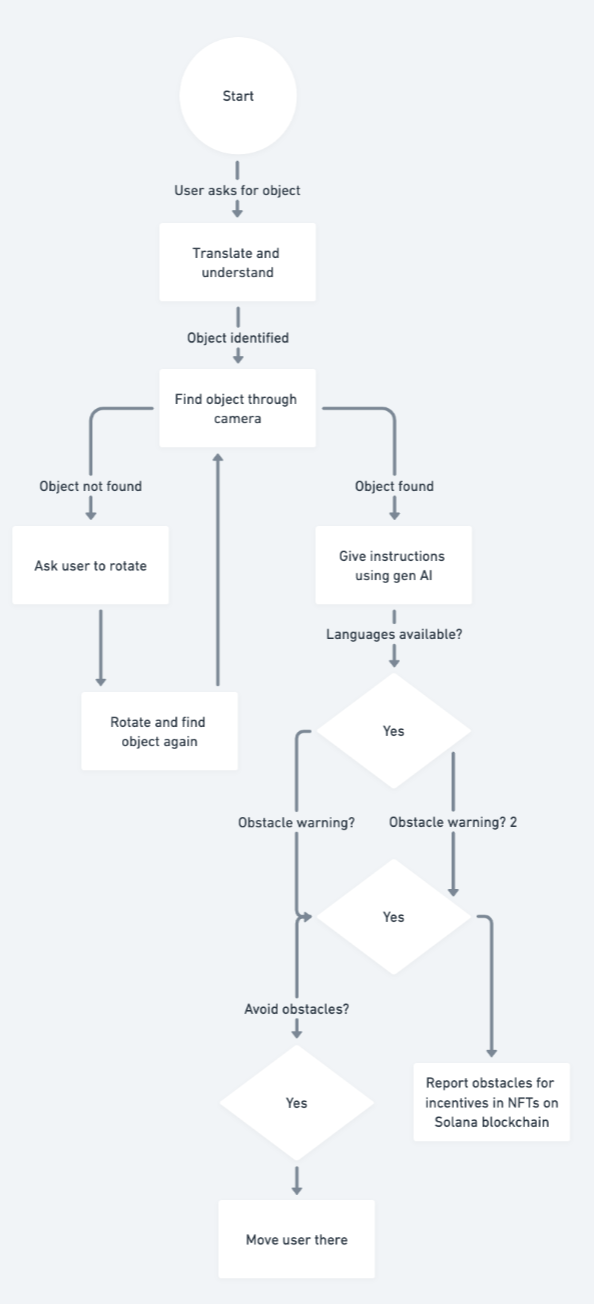 Start
User asks for object
Translate and
understand
Object identified
Find object through
camera
Object not found
Object found
Ask user to rotate
Give instructions
using gen AI
Languages available?
Rotate and find
object again
Yes
Obstacle warning?
Obstacle warning? 2
Yes
Avoid obstacles?
Yes
Report obstacles for
incentives in NFTs on
Solana blockchain
Move user there